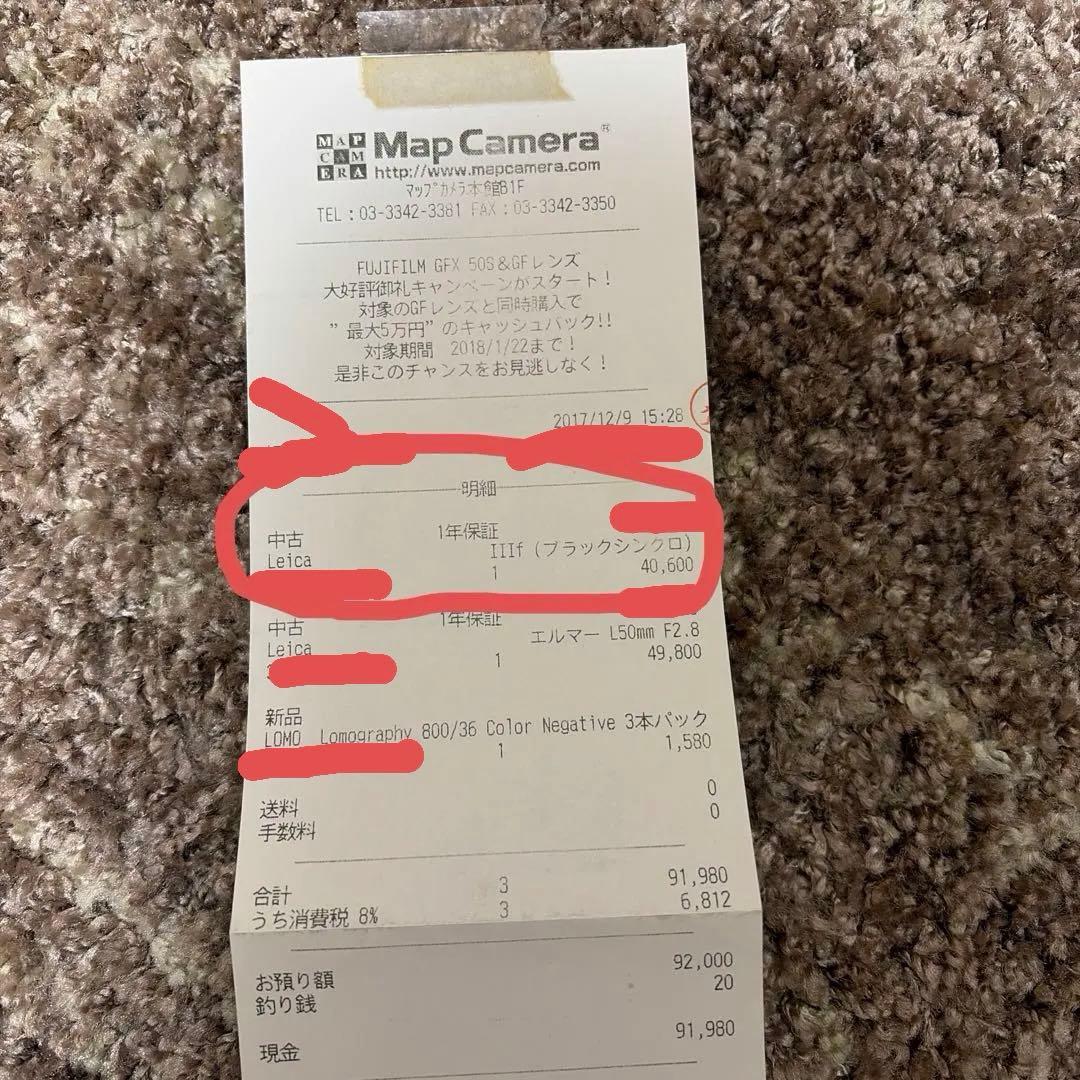 MAP
CAM
ERA
Map Camera®
http://www.mapcamera.com
マップカメラ本館B1F
TEL：03-3342-3381 FAX：03-3342-3350
FUJIFILM GFX 50S＆GFレンズ
大好評御礼キャンペーンがスタート！
対象のGFレンズと同時購入で
”最大5万円”のキャッシュバック!!
対象期間 2018/1/22まで！
是非このチャンスをお見逃しなく！
2017/12/9 15:28
明細
中古 1年保証
Leica IIIf (ブラックシンクロ)
1 40,600
中古 1年保証
Leica エルマー L50mm F2.8
1 49,800
新品
LOMO Lomography 800/36 Color Negative 3本パック
1 1,580
送料 0
手数料 0
合計 3 91,980
うち消費税 8% 3 6,812
お預り額 92,000
釣り銭 20
現金 91,980